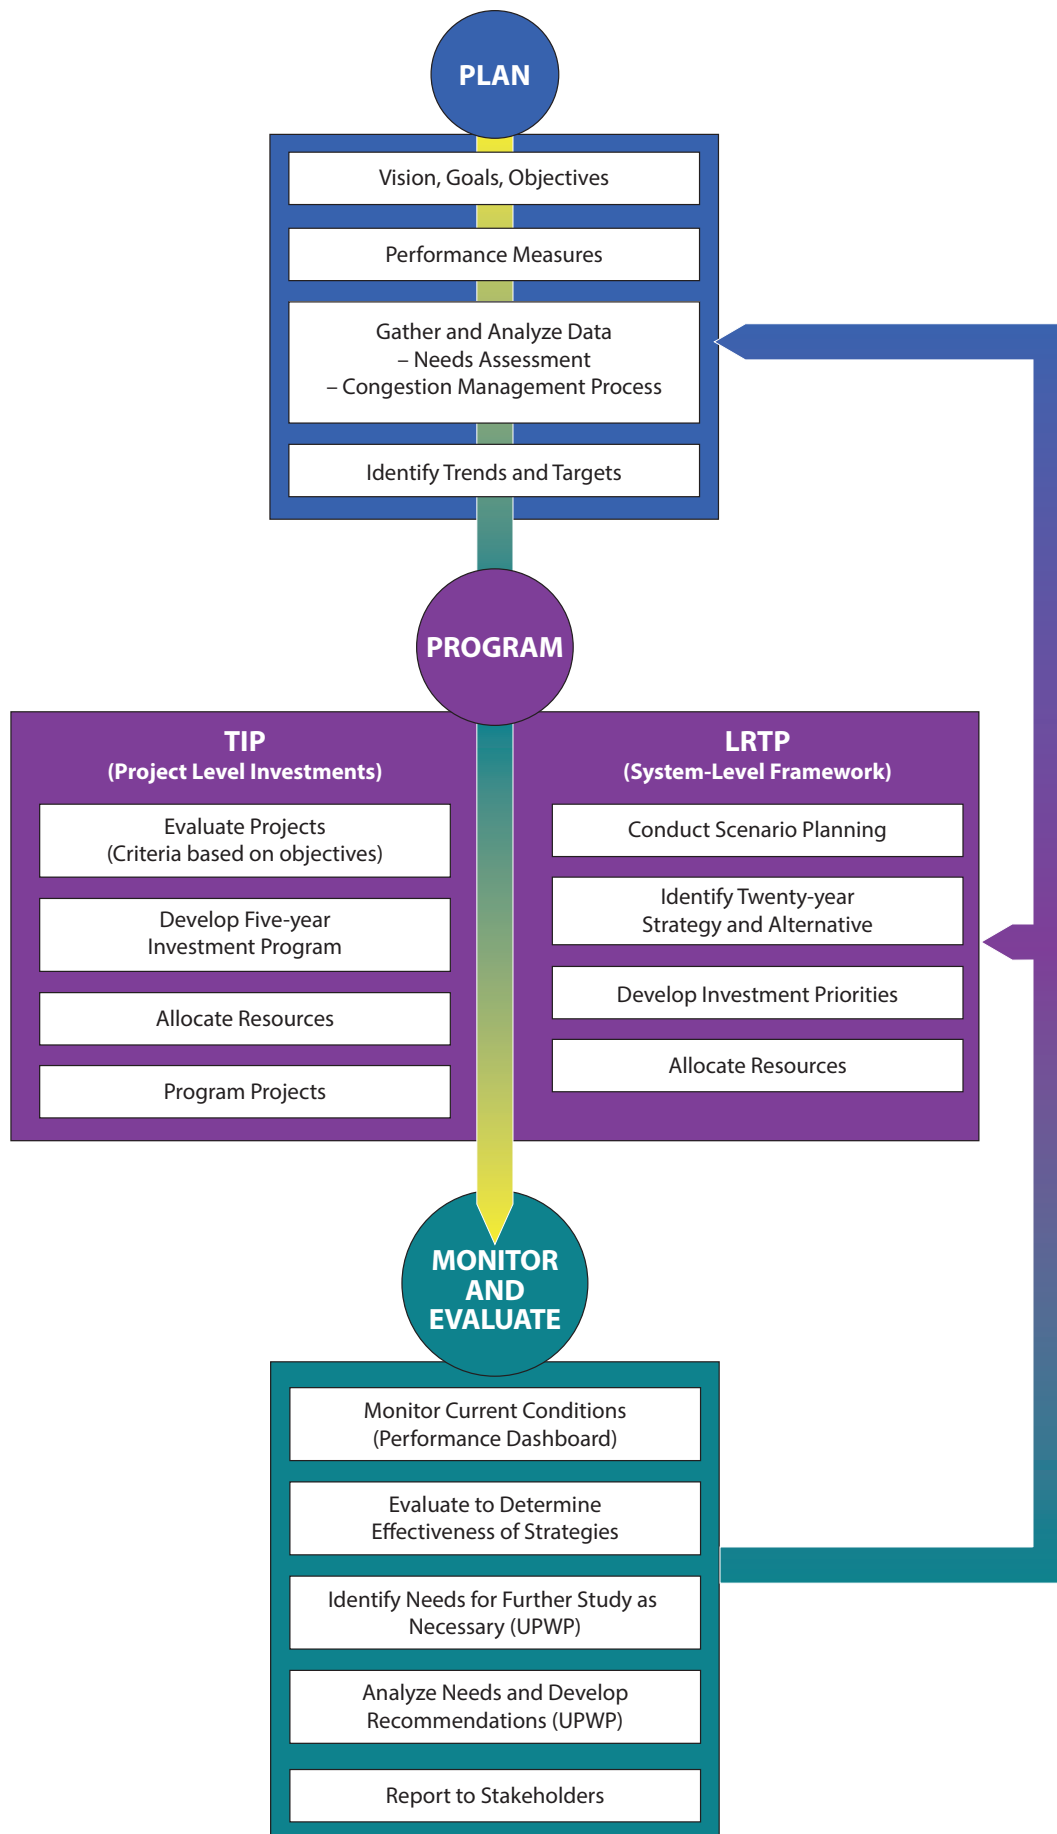 PLAN
Vision, Goals, Objectives
Performance Measures
Gather and Analyze Data
– Needs Assessment
– Congestion Management Process
Identify Trends and Targets
PROGRAM
TIP
(Project Level Investments)
Evaluate Projects
(Criteria based on objectives)
Develop Five-year
Investment Program
Allocate Resources
Program Projects
LRTP
(System-Level Framework)
Conduct Scenario Planning
Identify Twenty-year
Strategy and Alternative
Develop Investment Priorities
Allocate Resources
MONITOR
AND
EVALUATE
Monitor Current Conditions
(Performance Dashboard)
Evaluate to Determine
Effectiveness of Strategies
Identify Needs for Further Study as
Necessary (UPWP)
Analyze Needs and Develop
Recommendations (UPWP)
Report to Stakeholders